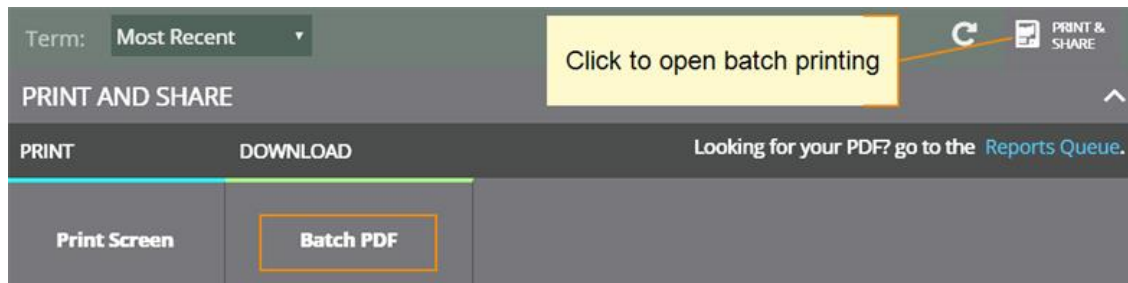 Term: Most Recent
Click to open batch printing
PRINT &
SHARE
PRINT AND SHARE
PRINT DOWNLOAD Looking for your PDF? go to the Reports Queue.
Print Screen Batch PDF